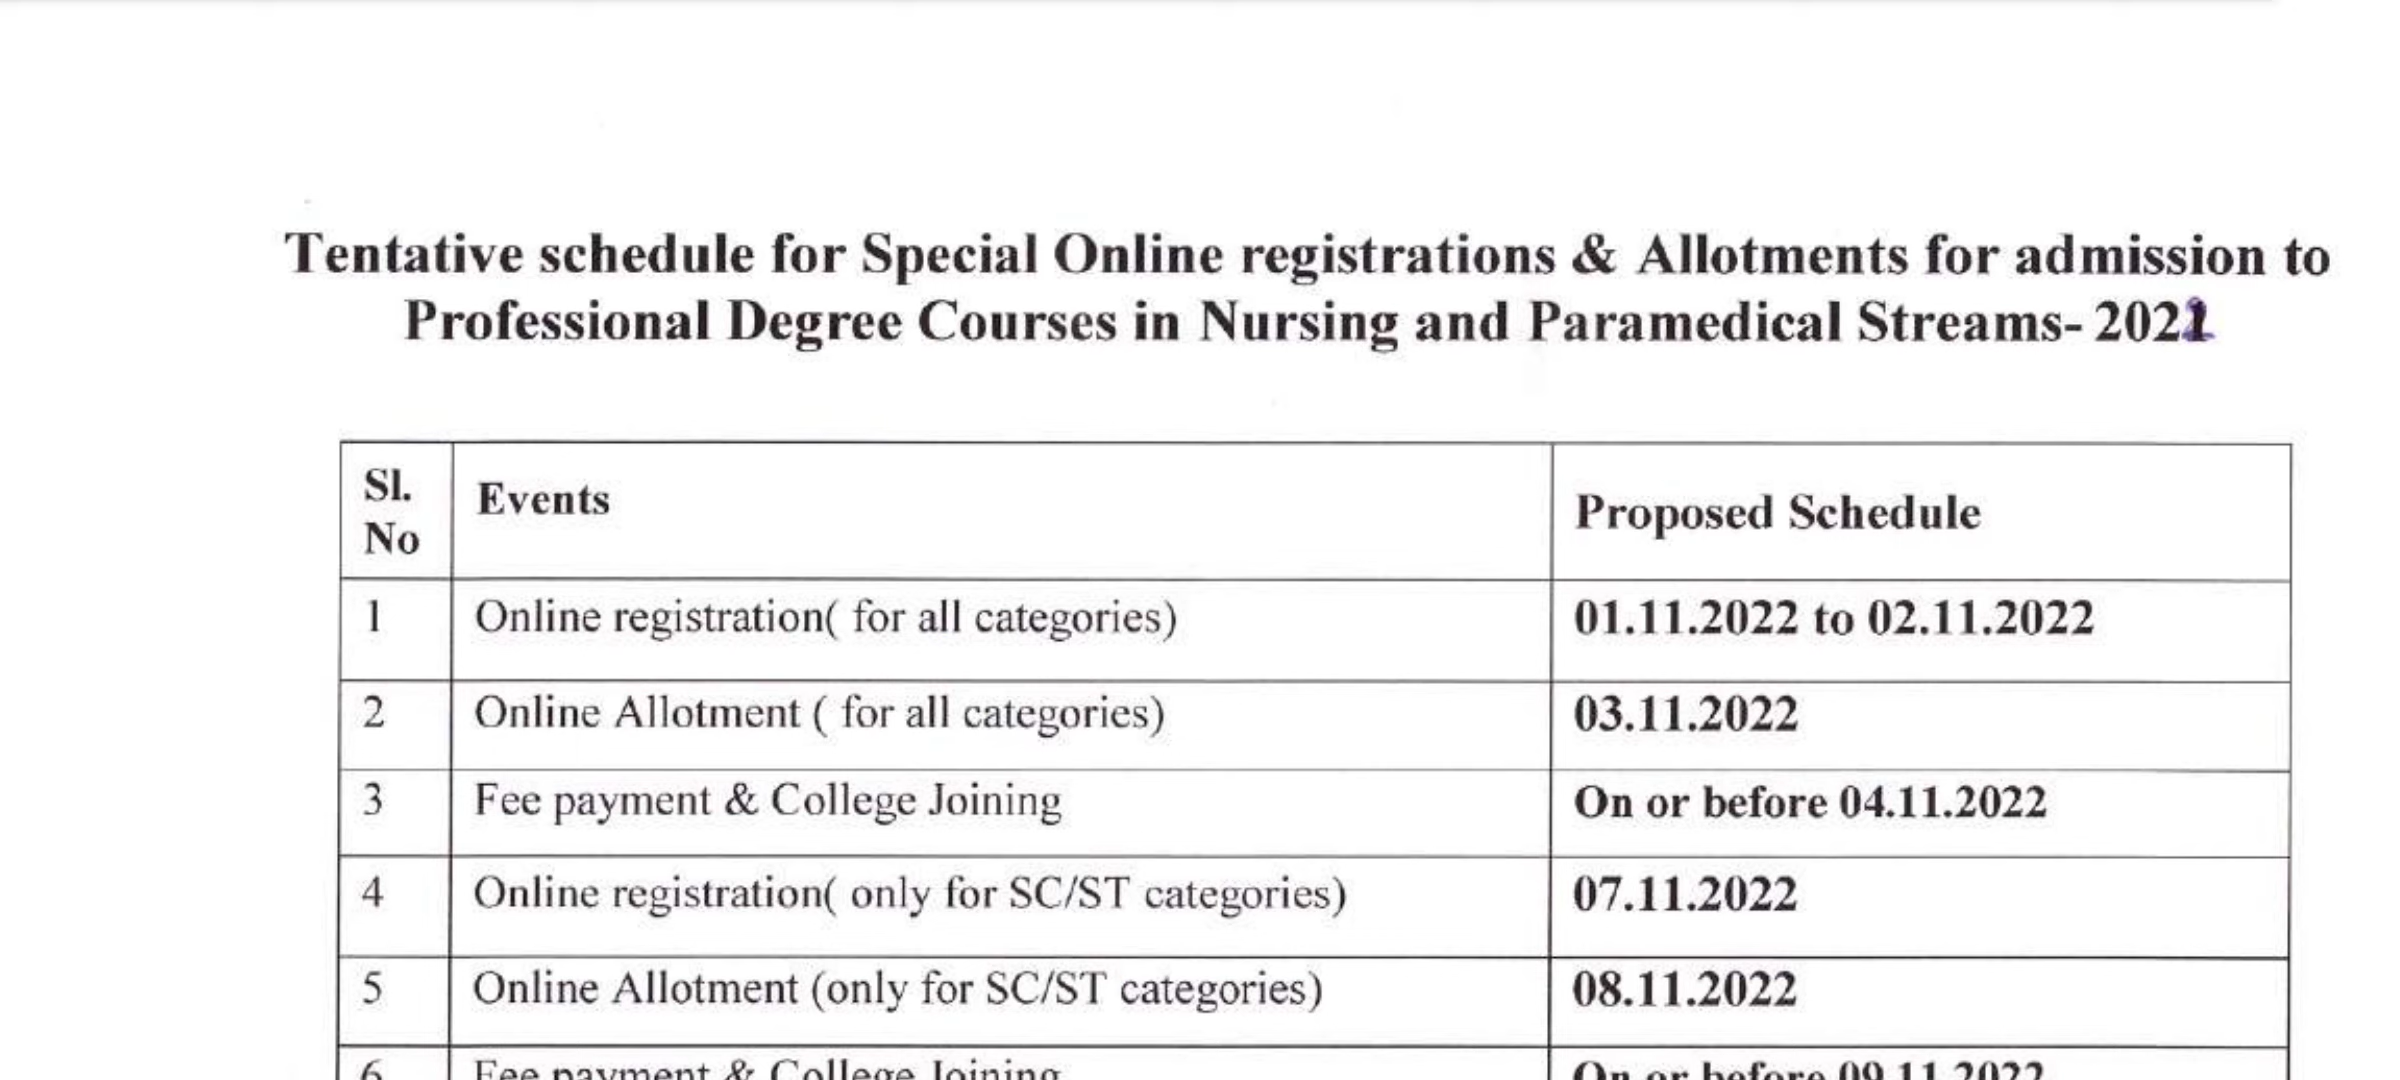 Tentative schedule for Special Online registrations & Allotments for admission to
Professional Degree Courses in Nursing and Paramedical Streams- 2022
Sl. No Events Proposed Schedule
1 Online registration( for all categories) 01.11.2022 to 02.11.2022
2 Online Allotment ( for all categories) 03.11.2022
3 Fee payment & College Joining On or before 04.11.2022
4 Online registration( only for SC/ST categories) 07.11.2022
5 Online Allotment (only for SC/ST categories) 08.11.2022
6 Fee payment & College Joining On or before 09.11.2022